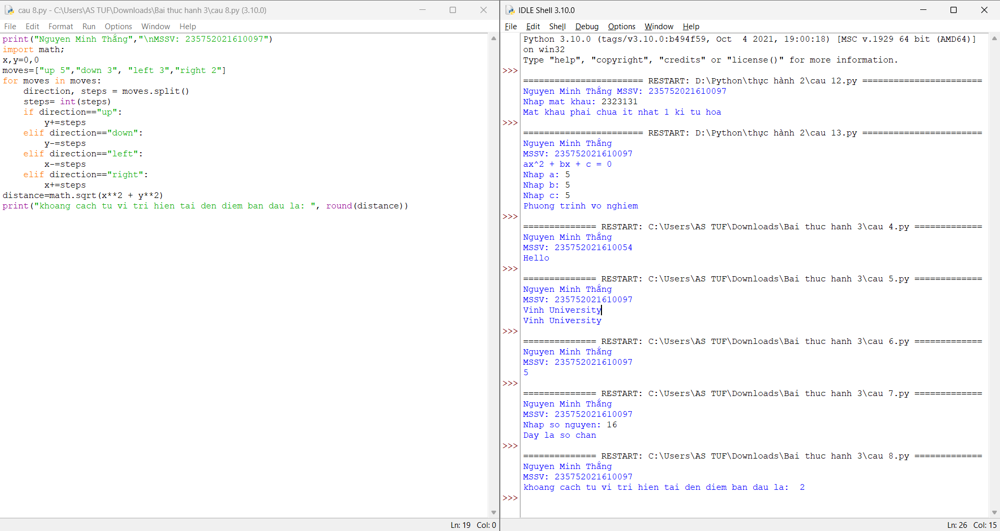 cau 8.py - C:\Users\AS TUF\Downloads\Bai thuc hanh 3\cau 8.py (3.10.0)
File Edit Format Run Options Window Help
print("Nguyen Minh Thắng","\nMSSV: 235752021610097")
import math;
x,y=0,0
moves=["up 5","down 3", "left 3","right 2"]
for moves in moves:
    direction, steps = moves.split()
    steps= int(steps)
    if direction=="up":
        y+=steps
    elif direction=="down":
        y-=steps
    elif direction=="left":
        x-=steps
    elif direction=="right":
        x+=steps
distance=math.sqrt(x**2 + y**2)
print("khoang cach tu vi tri hien tai den diem ban dau la: ", round(distance))
Ln: 19 Col: 0
IDLE Shell 3.10.0
File Edit Shell Debug Options Window Help
Python 3.10.0 (tags/v3.10.0:b494f59, Oct  4 2021, 19:00:18) [MSC v.1929 64 bit (AMD64)]
on win32
Type "help", "copyright", "credits" or "license()" for more information.
>>>
======================= RESTART: D:\Python\thực hành 2\cau 12.py =======================
Nguyen Minh Thắng MSSV: 235752021610097
Nhap mat khau: 2323131
Mat khau phai chua it nhat 1 ki tu hoa
>>>
======================= RESTART: D:\Python\thực hành 2\cau 13.py =======================
Nguyen Minh Thắng
MSSV: 235752021610097
ax^2 + bx + c = 0
Nhap a: 5
Nhap b: 5
Nhap c: 5
Phuong trinh vo nghiem
>>>
============== RESTART: C:\Users\AS TUF\Downloads\Bai thuc hanh 3\cau 4.py =============
Nguyen Minh Thắng
MSSV: 235752021610054
Hello
>>>
============== RESTART: C:\Users\AS TUF\Downloads\Bai thuc hanh 3\cau 5.py =============
Nguyen Minh Thắng
MSSV: 235752021610097
Vinh University
Vinh University
>>>
============== RESTART: C:\Users\AS TUF\Downloads\Bai thuc hanh 3\cau 6.py =============
Nguyen Minh Thắng
MSSV: 235752021610097
5
>>>
============== RESTART: C:\Users\AS TUF\Downloads\Bai thuc hanh 3\cau 7.py =============
Nguyen Minh Thắng
MSSV: 235752021610097
Nhap so nguyen: 16
Day la so chan
>>>
============== RESTART: C:\Users\AS TUF\Downloads\Bai thuc hanh 3\cau 8.py =============
Nguyen Minh Thắng
MSSV: 235752021610097
khoang cach tu vi tri hien tai den diem ban dau la:  2
>>>
Ln: 26 Col: 15